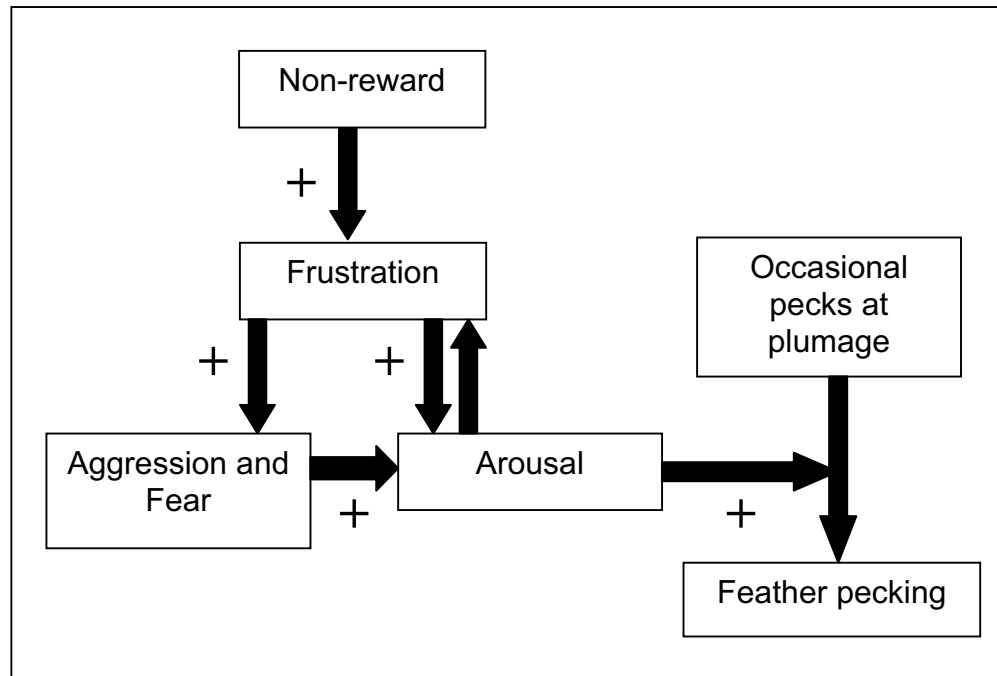 Non-reward
+
Frustration
Occasional
pecks at
plumage
+
+
Aggression and
Fear
Arousal
+
+
Feather pecking